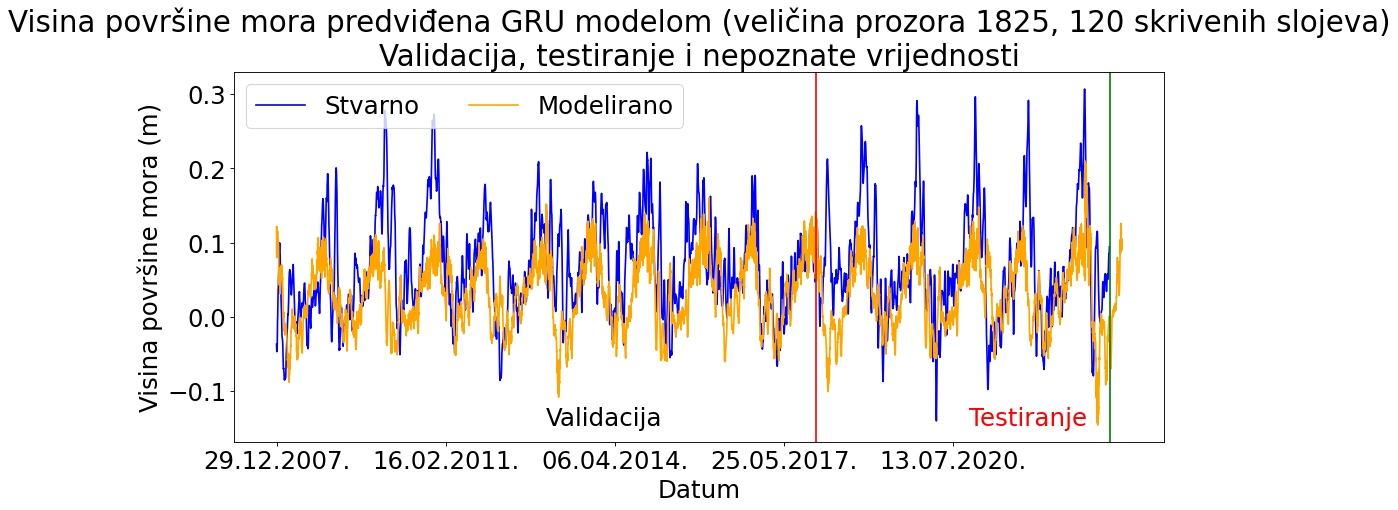 Visina površine mora predviđena GRU modelom (veličina prozora 1825, 120 skrivenih slojeva)
Validacija, testiranje i nepoznate vrijednosti
Stvarno Modelirano
Visina površine mora (m)
0.3
0.2
0.1
0.0
−0.1
Validacija
Testiranje
29.12.2007. 16.02.2011. 06.04.2014. 25.05.2017. 13.07.2020.
Datum